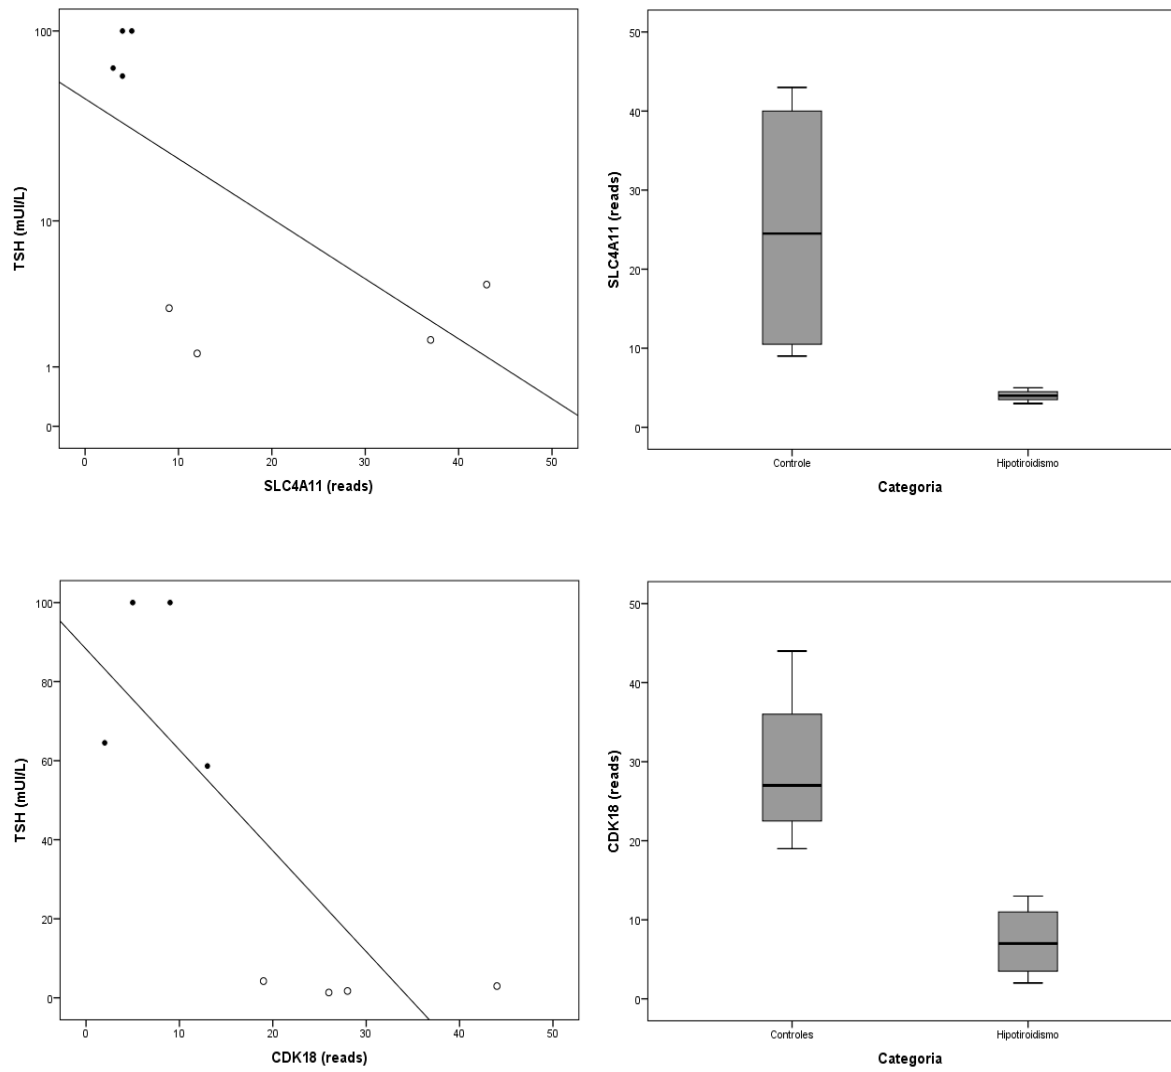 100
10
1
0
TSH (mUI/L)
0 10 20 30 40 50
SLC4A11 (reads)
50
40
30
20
10
0
SLC4A11 (reads)
Controle Hipotiroidismo
Categoria
100
80
60
40
20
0
TSH (mUI/L)
0 10 20 30 40 50
CDK18 (reads)
50
40
30
20
10
0
CDK18 (reads)
Controles Hipotiroidismo
Categoria